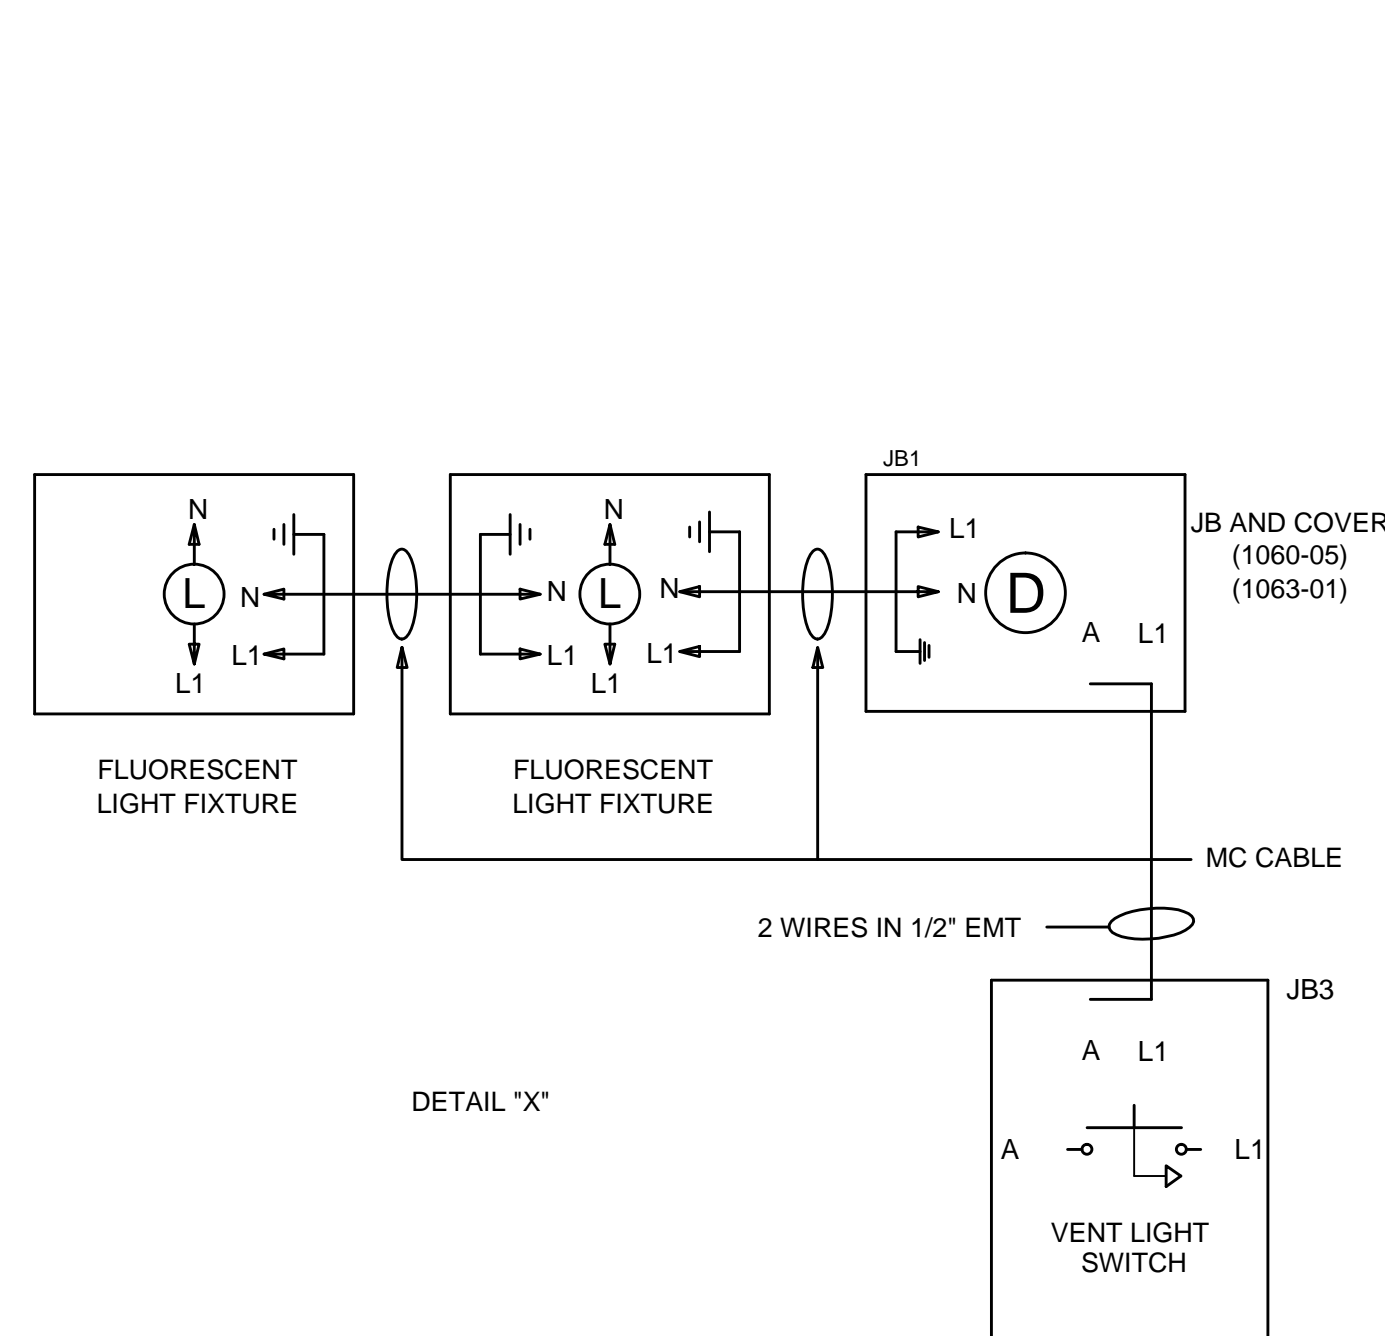 JB1
N
L
N
L1
L1
FLUORESCENT
LIGHT FIXTURE
N
N
L
N
L1
L1
L1
FLUORESCENT
LIGHT FIXTURE
L1
N
D
A L1
JB AND COVER
(1060-05)
(1063-01)
MC CABLE
2 WIRES IN 1/2" EMT
JB3
A L1
DETAIL "X"
A
L1
VENT LIGHT
SWITCH